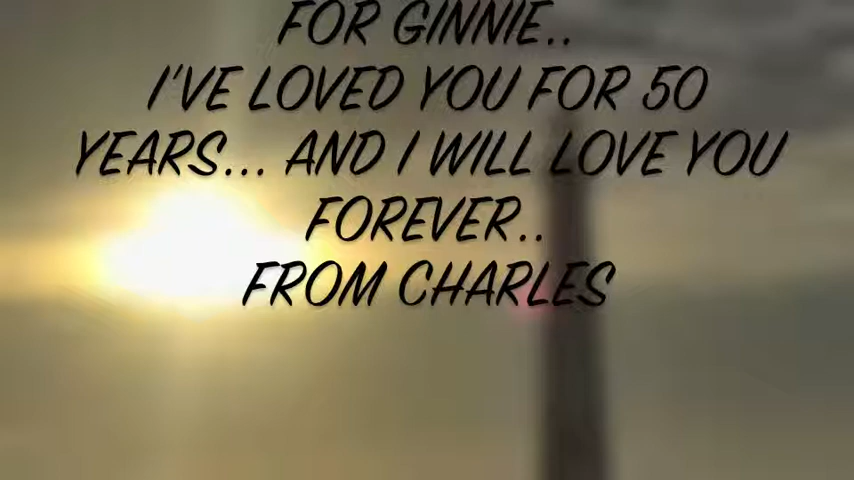 FOR GINNIE..
I'VE LOVED YOU FOR 50
YEARS... AND I WILL LOVE YOU
FOREVER..
FROM CHARLES